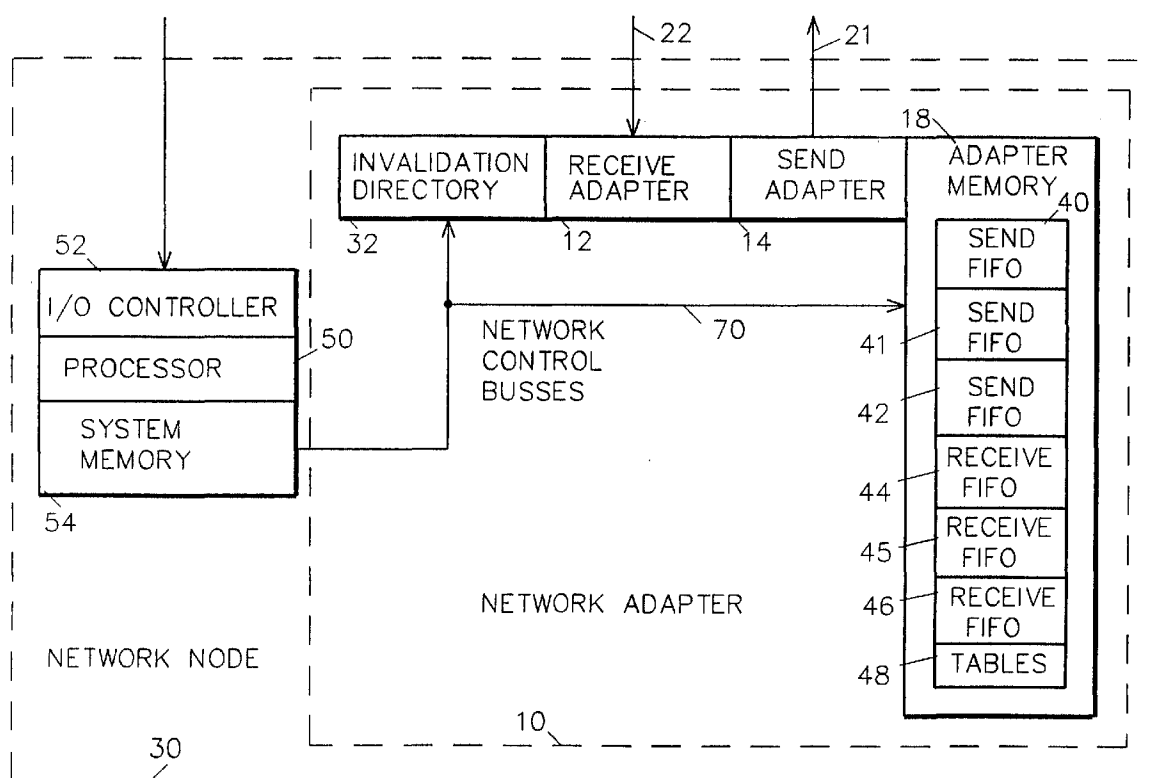 22
21
18
INVALIDATION
DIRECTORY
RECEIVE
ADAPTER
SEND
ADAPTER
ADAPTER
MEMORY
32
12
14
40
SEND
FIFO
52
I/O CONTROLLER
50
PROCESSOR
SYSTEM
MEMORY
54
NETWORK
CONTROL
BUSSES
70
41
SEND
FIFO
42
SEND
FIFO
44
RECEIVE
FIFO
45
RECEIVE
FIFO
46
RECEIVE
FIFO
48
TABLES
NETWORK ADAPTER
NETWORK NODE
10
30